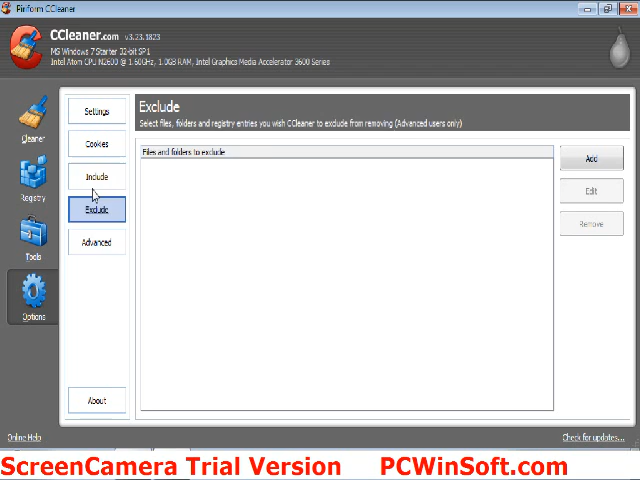 Piriform CCleaner
CCleaner.com v3.23.1823
MS Windows 7 Starter 32-bit SP1
Intel Atom CPU N2600 @ 1.60GHz, 1.0GB RAM, Intel Graphics Media Accelerator 3600 Series
Cleaner
Registry
Tools
Options
Settings
Cookies
Include
Exclude
Advanced
About
Exclude
Select files, folders and registry entries you wish CCleaner to exclude from removing (Advanced users only)
Files and folders to exclude
Add
Edit
Remove
Online Help
Check for updates...
ScreenCamera Trial Version PCWinSoft.com